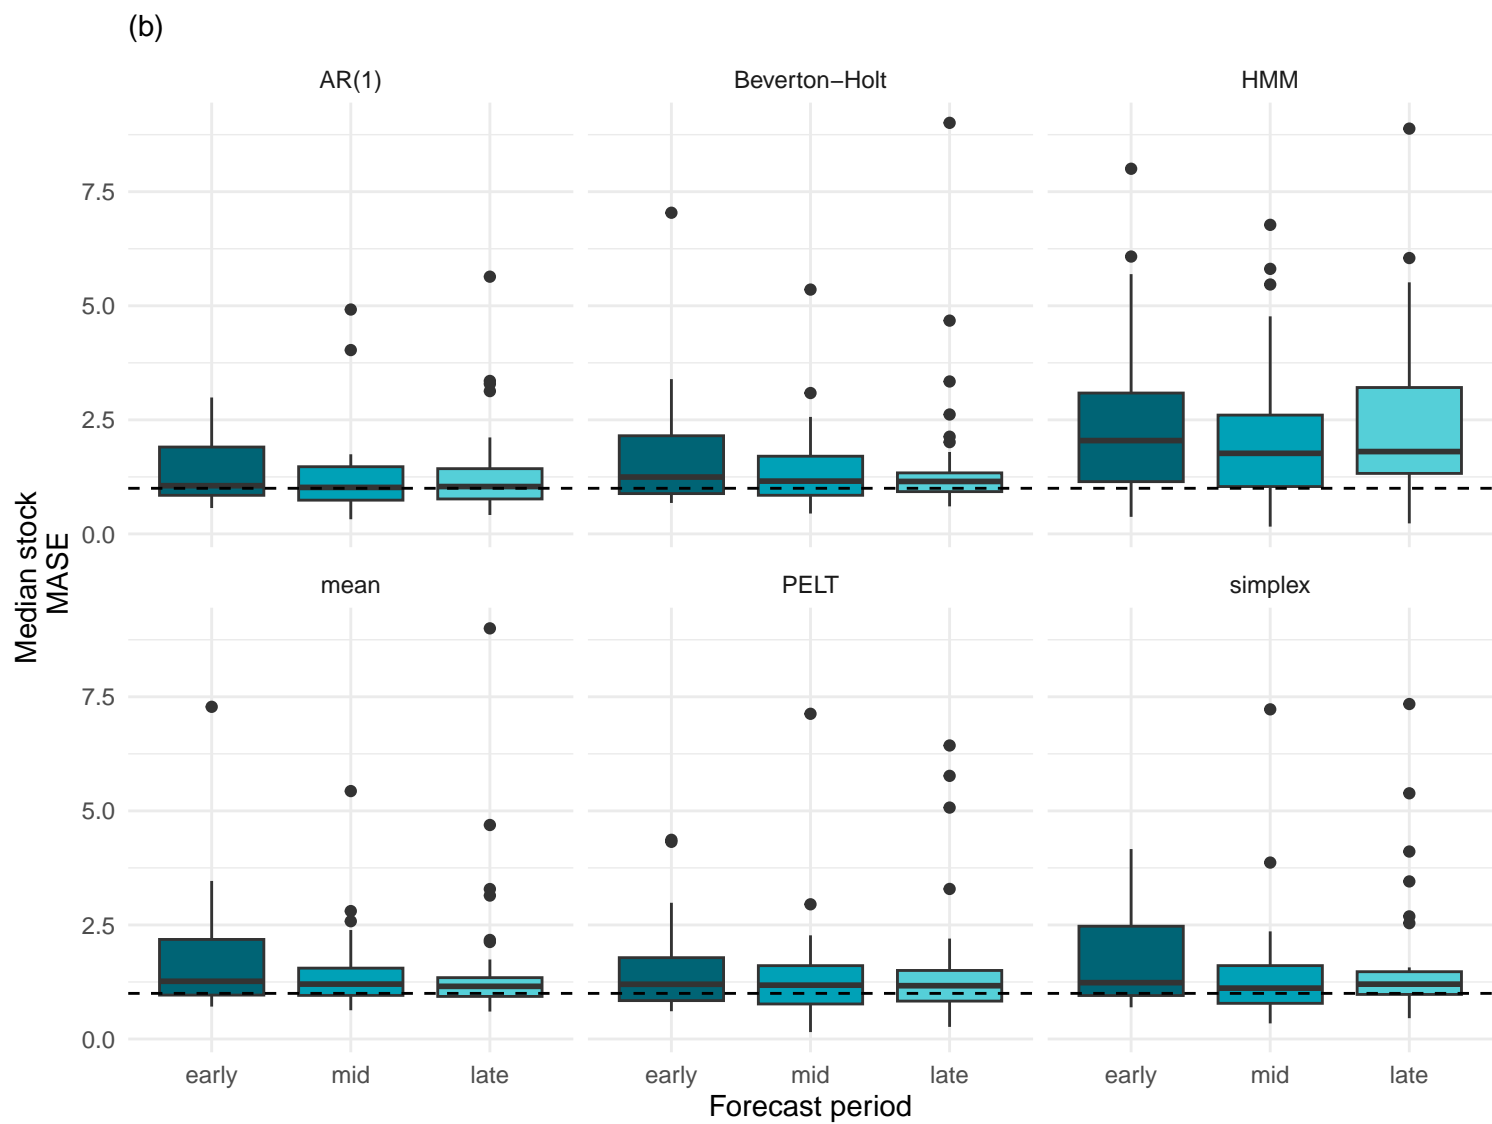 (b)
AR(1)
Beverton−Holt
HMM
7.5
5.0
2.5
0.0
mean
PELT
simplex
7.5
5.0
2.5
0.0
early
mid
late
early
mid
late
early
mid
late
Forecast period
Median stock
MASE